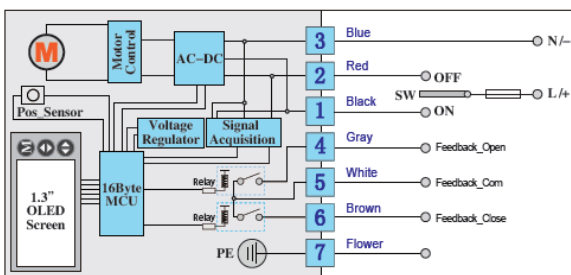 M
Motor
Control
AC-DC
Pos_Sensor
Voltage
Regulator
Signal
Acquisition
M
1.3"
OLED
Screen
16Byte
MCU
Relay
Relay
PE
3 Blue N/-
2 Red OFF
SW L/+
1 Black ON
4 Gray Feedback_Open
5 White Feedback_Com
6 Brown Feedback_Close
7 Flower